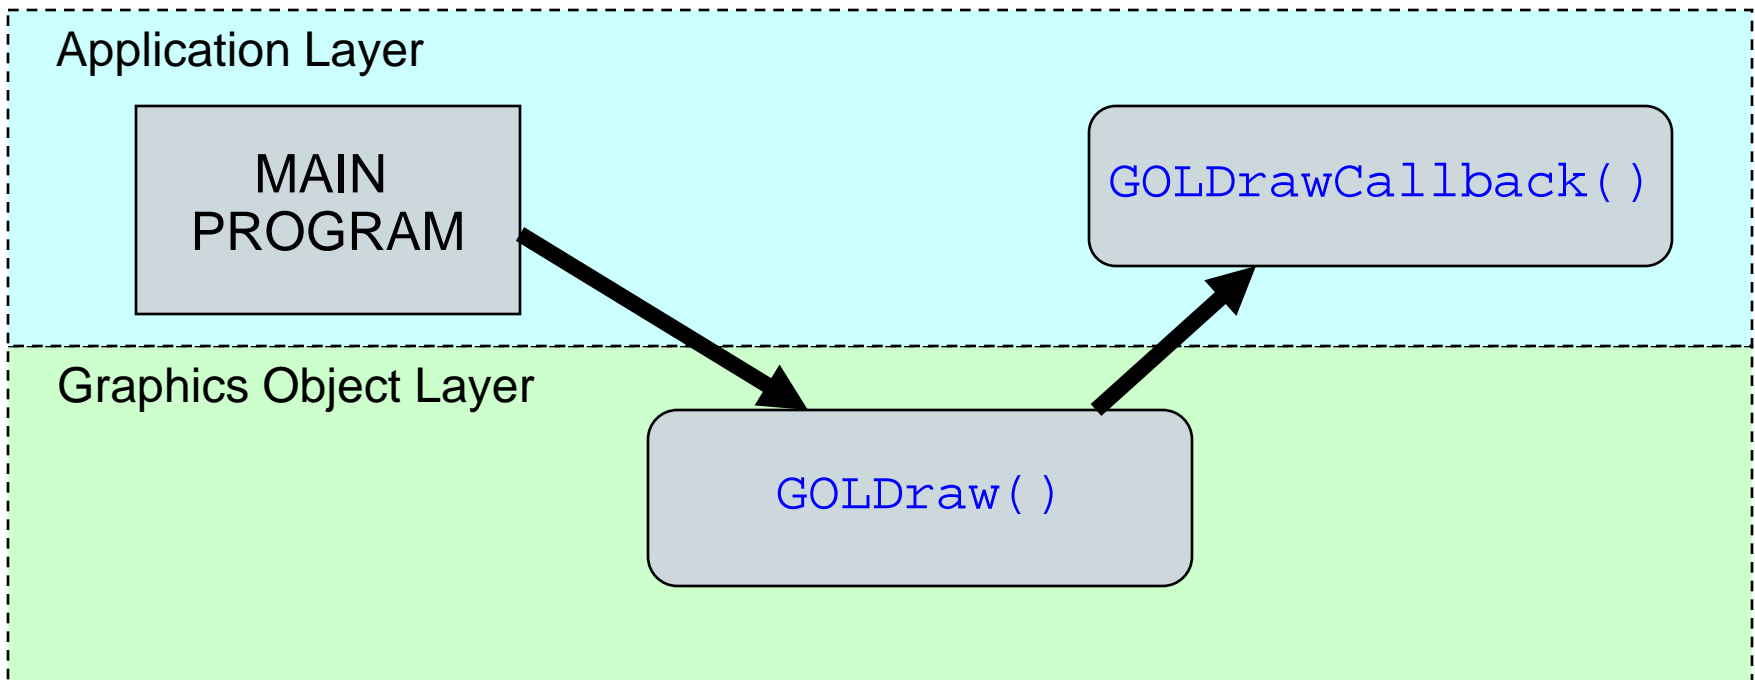 Application Layer
MAIN
PROGRAM
GOLDrawCallback()
Graphics Object Layer
GOLDraw()